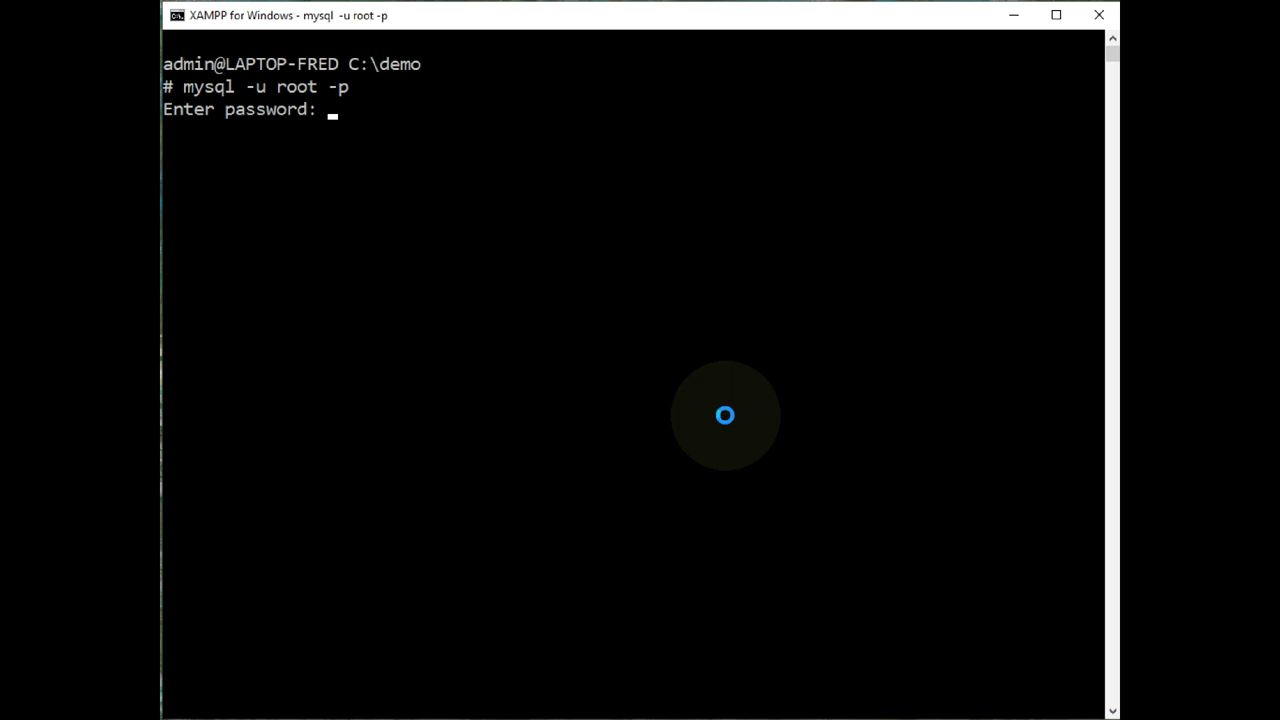 XAMPP for Windows - mysql -u root -p
admin@LAPTOP-FRED C:\demo
# mysql -u root -p
Enter password: